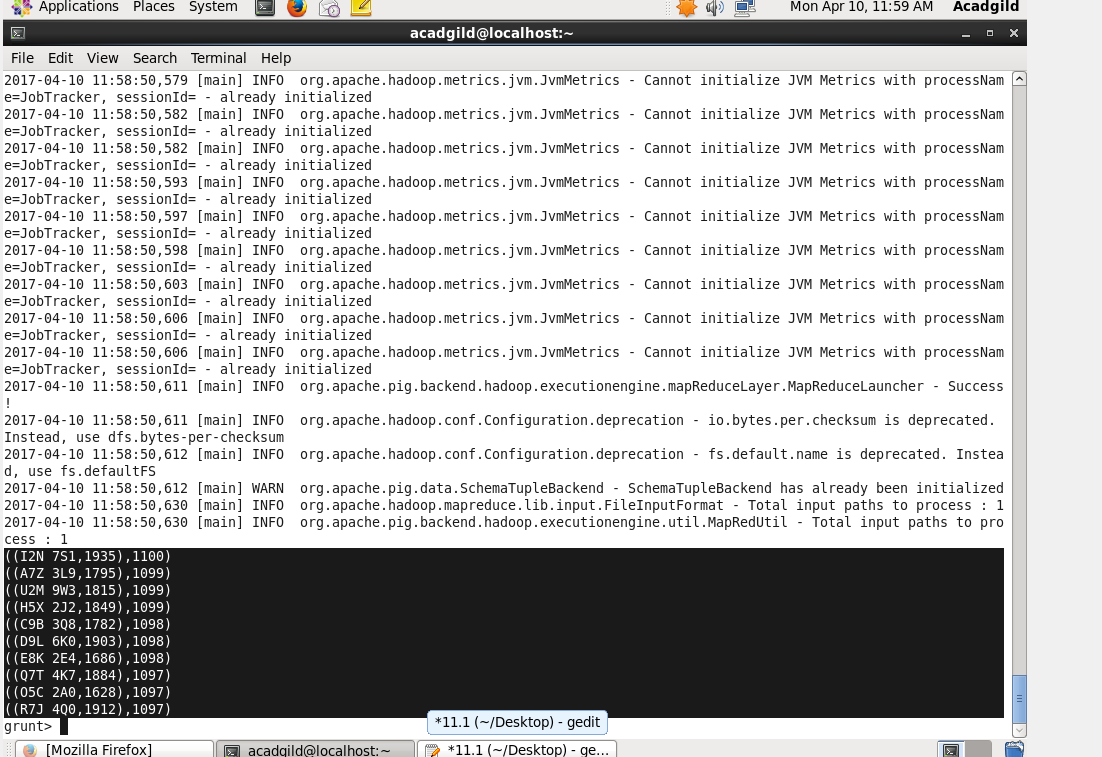 Applications Places System Mon Apr 10, 11:59 AM Acadgild
acadgild@localhost:~
File Edit View Search Terminal Help
2017-04-10 11:58:50,579 [main] INFO  org.apache.hadoop.metrics.jvm.JvmMetrics - Cannot initialize JVM Metrics with processNam
e=JobTracker, sessionId= - already initialized
2017-04-10 11:58:50,582 [main] INFO  org.apache.hadoop.metrics.jvm.JvmMetrics - Cannot initialize JVM Metrics with processNam
e=JobTracker, sessionId= - already initialized
2017-04-10 11:58:50,582 [main] INFO  org.apache.hadoop.metrics.jvm.JvmMetrics - Cannot initialize JVM Metrics with processNam
e=JobTracker, sessionId= - already initialized
2017-04-10 11:58:50,593 [main] INFO  org.apache.hadoop.metrics.jvm.JvmMetrics - Cannot initialize JVM Metrics with processNam
e=JobTracker, sessionId= - already initialized
2017-04-10 11:58:50,597 [main] INFO  org.apache.hadoop.metrics.jvm.JvmMetrics - Cannot initialize JVM Metrics with processNam
e=JobTracker, sessionId= - already initialized
2017-04-10 11:58:50,598 [main] INFO  org.apache.hadoop.metrics.jvm.JvmMetrics - Cannot initialize JVM Metrics with processNam
e=JobTracker, sessionId= - already initialized
2017-04-10 11:58:50,603 [main] INFO  org.apache.hadoop.metrics.jvm.JvmMetrics - Cannot initialize JVM Metrics with processNam
e=JobTracker, sessionId= - already initialized
2017-04-10 11:58:50,606 [main] INFO  org.apache.hadoop.metrics.jvm.JvmMetrics - Cannot initialize JVM Metrics with processNam
e=JobTracker, sessionId= - already initialized
2017-04-10 11:58:50,606 [main] INFO  org.apache.hadoop.metrics.jvm.JvmMetrics - Cannot initialize JVM Metrics with processNam
e=JobTracker, sessionId= - already initialized
2017-04-10 11:58:50,611 [main] INFO  org.apache.pig.backend.hadoop.executionengine.mapReduceLayer.MapReduceLauncher - Success
!
2017-04-10 11:58:50,611 [main] INFO  org.apache.hadoop.conf.Configuration.deprecation - io.bytes.per.checksum is deprecated.
Instead, use dfs.bytes-per-checksum
2017-04-10 11:58:50,612 [main] INFO  org.apache.hadoop.conf.Configuration.deprecation - fs.default.name is deprecated. Instea
d, use fs.defaultFS
2017-04-10 11:58:50,612 [main] WARN  org.apache.pig.data.SchemaTupleBackend - SchemaTupleBackend has already been initialized
2017-04-10 11:58:50,630 [main] INFO  org.apache.hadoop.mapreduce.lib.input.FileInputFormat - Total input paths to process : 1
2017-04-10 11:58:50,630 [main] INFO  org.apache.pig.backend.hadoop.executionengine.util.MapRedUtil - Total input paths to pro
cess : 1
((I2N 7S1,1935),1100)
((A7Z 3L9,1795),1099)
((U2M 9W3,1815),1099)
((H5X 2J2,1849),1099)
((C9B 3Q8,1782),1098)
((D9L 6K0,1903),1098)
((E8K 2E4,1686),1098)
((Q7T 4K7,1884),1097)
((O5C 2A0,1628),1097)
((R7J 4Q0,1912),1097)
grunt>
*11.1 (~/Desktop) - gedit
[Mozilla Firefox] acadgild@localhost:~ *11.1 (~/Desktop) - ge...